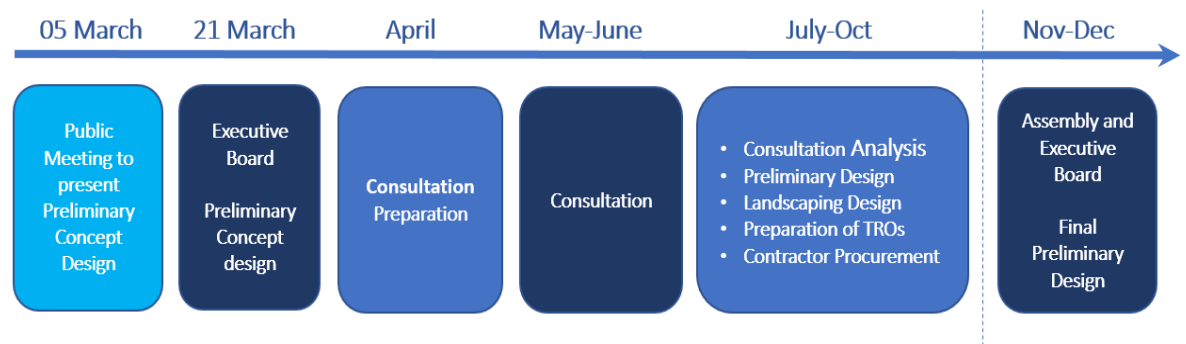 05 March
21 March
April
May-June
July-Oct
Nov-Dec
Public
Meeting to
present
Preliminary
Concept
Design
Executive
Board
Preliminary
Concept
design
Consultation
Preparation
Consultation
• Consultation Analysis
• Preliminary Design
• Landscaping Design
• Preparation of TROs
• Contractor Procurement
Assembly and
Executive
Board
Final
Preliminary
Design